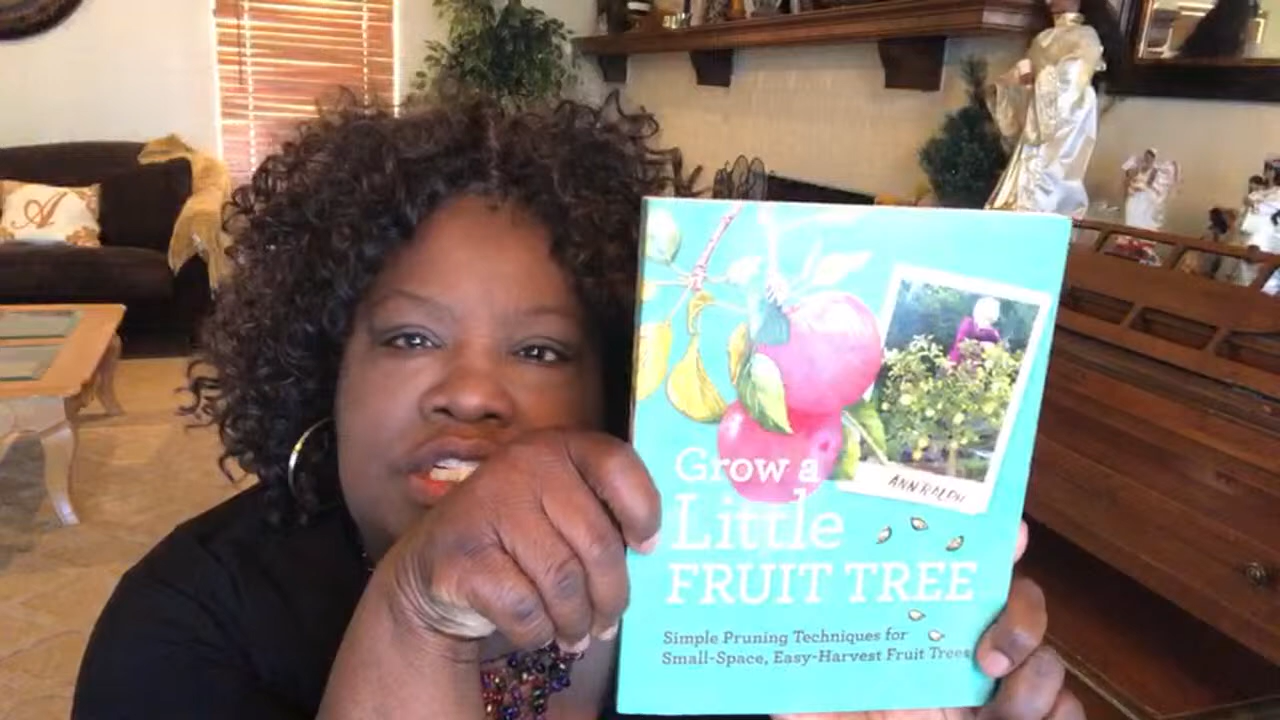 A
ANN RALPH
Grow a
Little
FRUIT TREE
Simple Pruning Techniques for
Small-Space, Easy-Harvest Fruit Trees